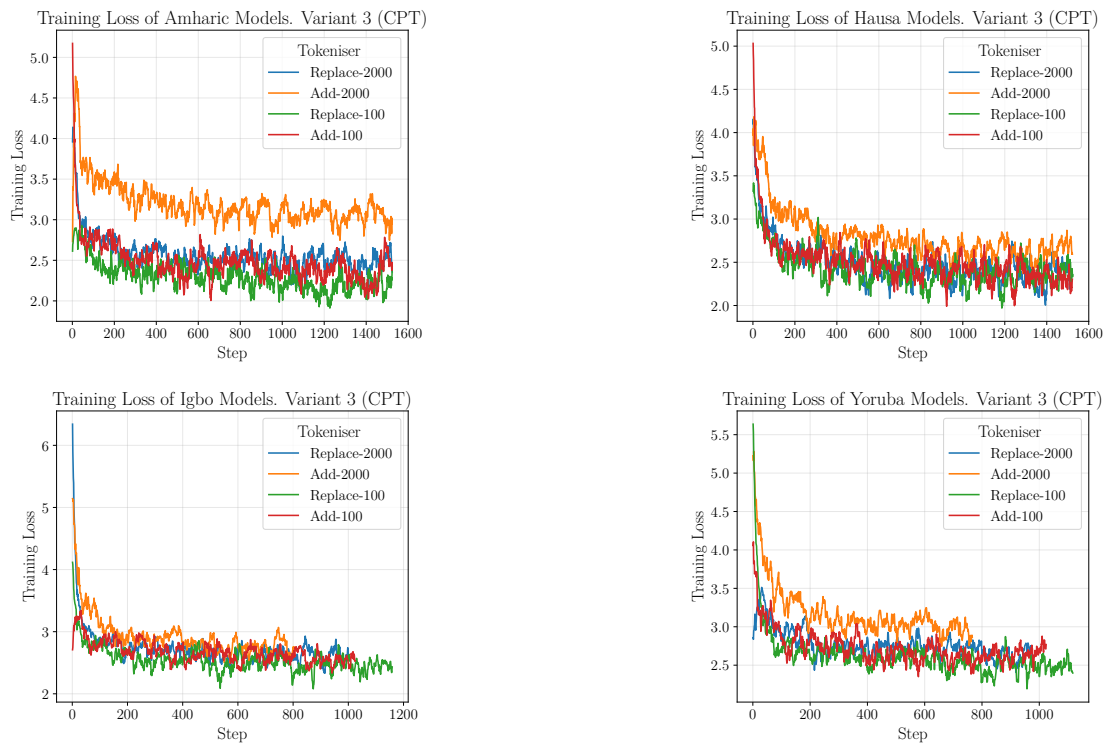 Training Loss of Amharic Models. Variant 3 (CPT)
Training Loss
5.0
4.5
4.0
3.5
3.0
2.5
2.0
Tokeniser
Replace-2000
Add-2000
Replace-100
Add-100
0 200 400 600 800 1000 1200 1400 1600
Step
Training Loss of Hausa Models. Variant 3 (CPT)
Training Loss
5.0
4.5
4.0
3.5
3.0
2.5
2.0
Tokeniser
Replace-2000
Add-2000
Replace-100
Add-100
0 200 400 600 800 1000 1200 1400 1600
Step
Training Loss of Igbo Models. Variant 3 (CPT)
Training Loss
6
5
4
3
2
Tokeniser
Replace-2000
Add-2000
Replace-100
Add-100
0 200 400 600 800 1000 1200
Step
Training Loss of Yoruba Models. Variant 3 (CPT)
Training Loss
5.5
5.0
4.5
4.0
3.5
3.0
2.5
Tokeniser
Replace-2000
Add-2000
Replace-100
Add-100
0 200 400 600 800 1000
Step